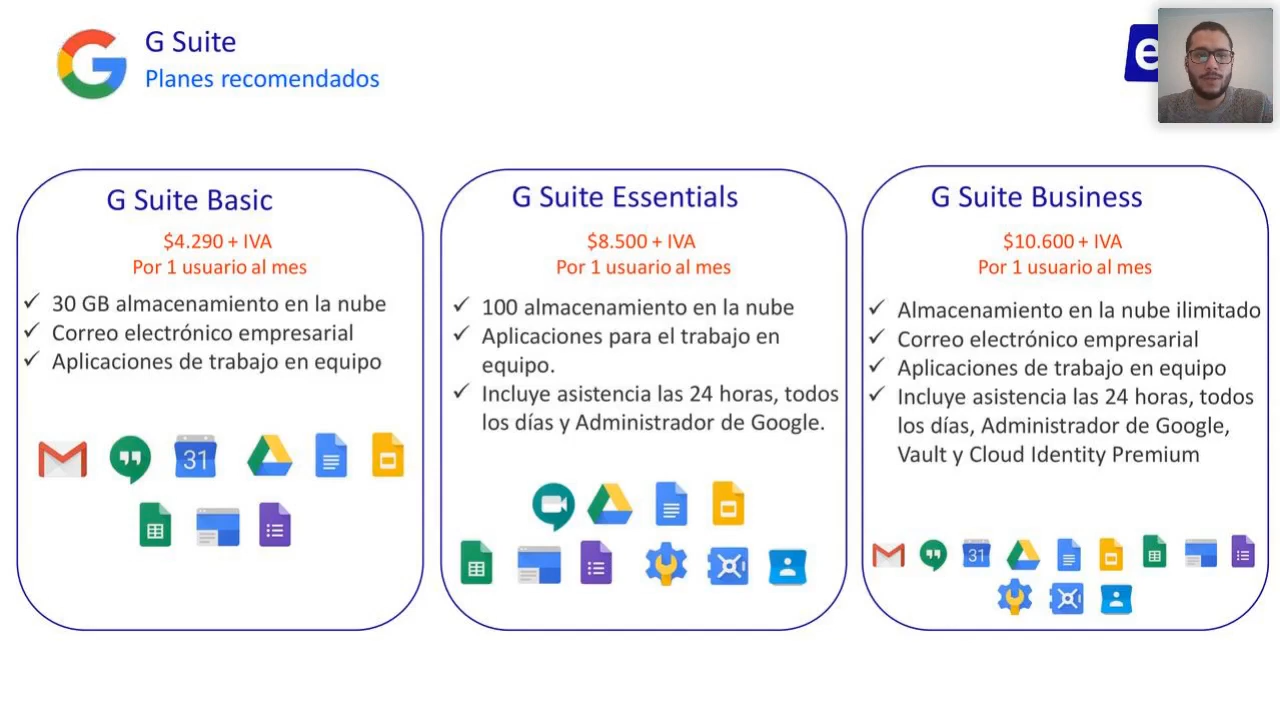 G Suite
Planes recomendados
e
G Suite Basic
$4.290 + IVA
Por 1 usuario al mes
✓ 30 GB almacenamiento en la nube
✓ Correo electrónico empresarial
✓ Aplicaciones de trabajo en equipo
31
G Suite Essentials
$8.500 + IVA
Por 1 usuario al mes
✓ 100 almacenamiento en la nube
✓ Aplicaciones para el trabajo en
equipo.
✓ Incluye asistencia las 24 horas, todos
los días y Administrador de Google.
G Suite Business
$10.600 + IVA
Por 1 usuario al mes
✓ Almacenamiento en la nube ilimitado
✓ Correo electrónico empresarial
✓ Aplicaciones de trabajo en equipo
✓ Incluye asistencia las 24 horas, todos
los días, Administrador de Google,
Vault y Cloud Identity Premium
31